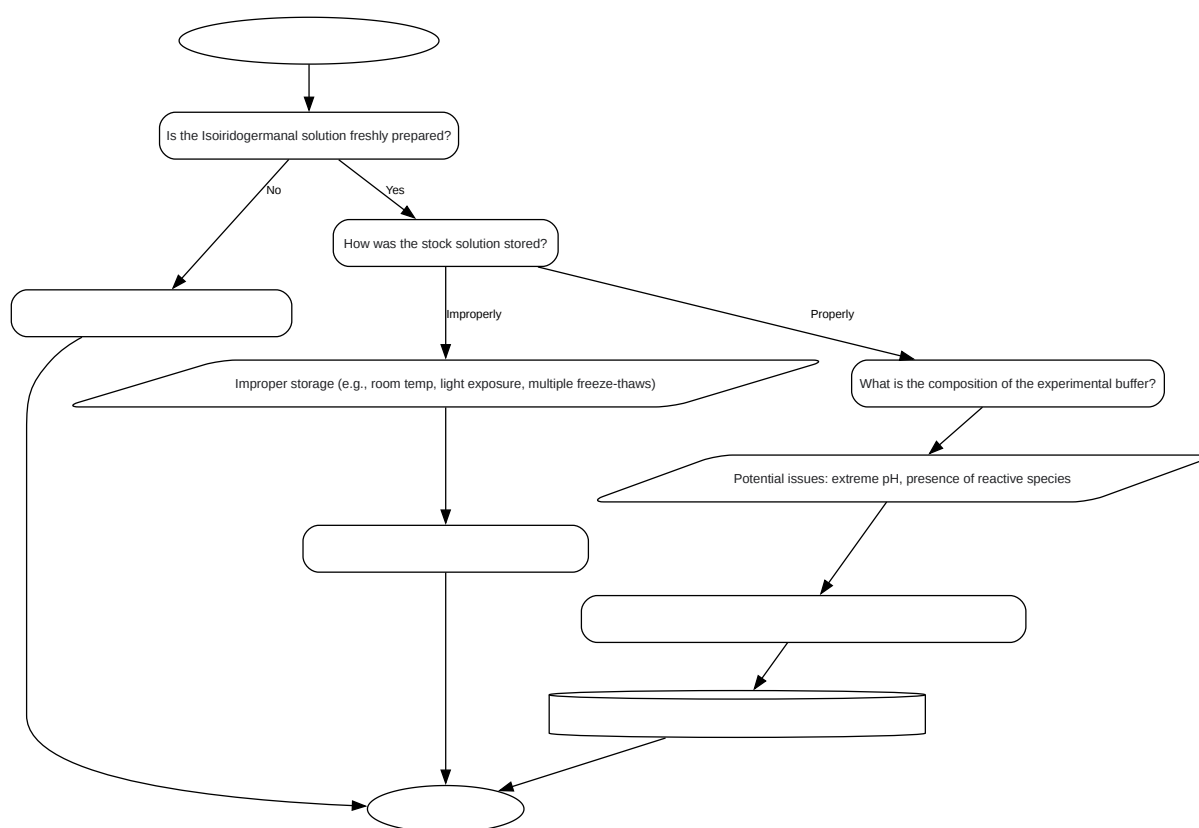 Is the Isoiridogermanal solution freshly prepared?
No
Yes
How was the stock solution stored?
Improperly
Properly
Improper storage (e.g., room temp, light exposure, multiple freeze-thaws)
What is the composition of the experimental buffer?
Potential issues: extreme pH, presence of reactive species